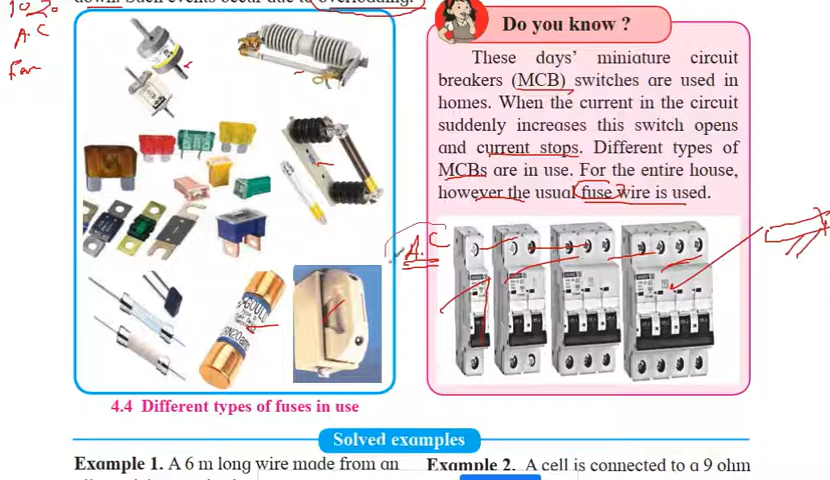 10 20
A.C
Fan
down. Such events occur due to overloading.
GOULD
4.4 Different types of fuses in use
Do you know ?
These days' miniature circuit
breakers (MCB) switches are used in
homes. When the current in the circuit
suddenly increases this switch opens
and current stops. Different types of
MCBs are in use. For the entire house,
however the usual fuse wire is used.
A.C
Solved examples
Example 1. A 6 m long wire made from an
Example 2. A cell is connected to a 9 ohm